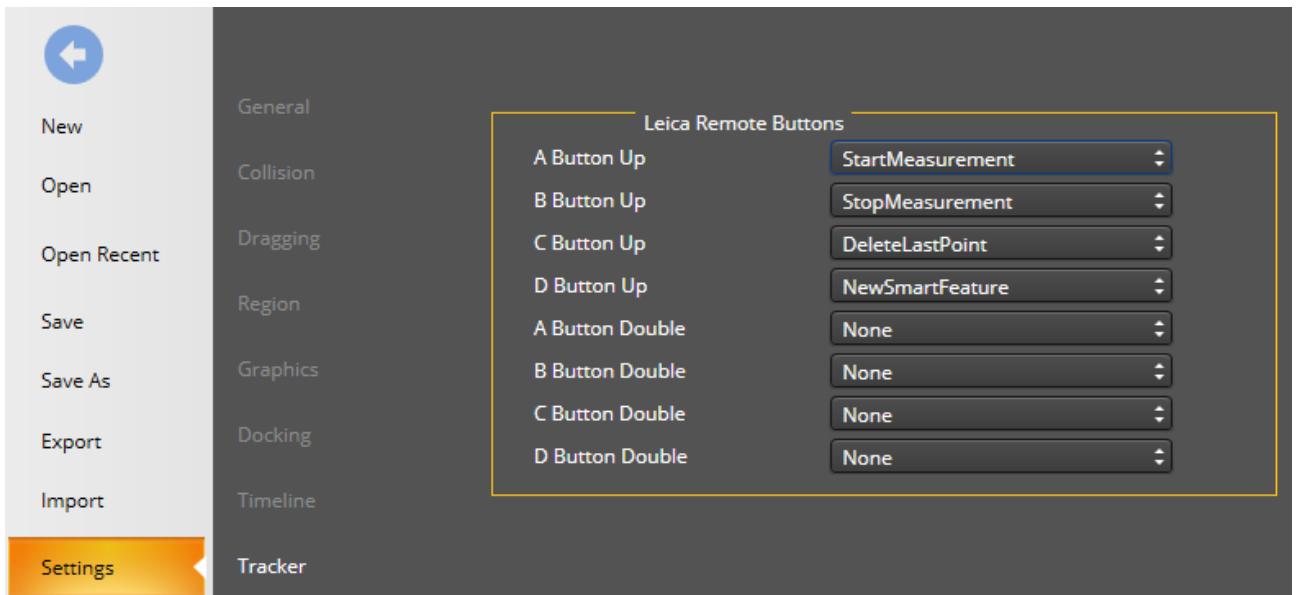 New
Open
Open Recent
Save
Save As
Export
Import
Settings
General
Collision
Dragging
Region
Graphics
Docking
Timeline
Tracker
Leica Remote Buttons
A Button Up StartMeasurement
B Button Up StopMeasurement
C Button Up DeleteLastPoint
D Button Up NewSmartFeature
A Button Double None
B Button Double None
C Button Double None
D Button Double None